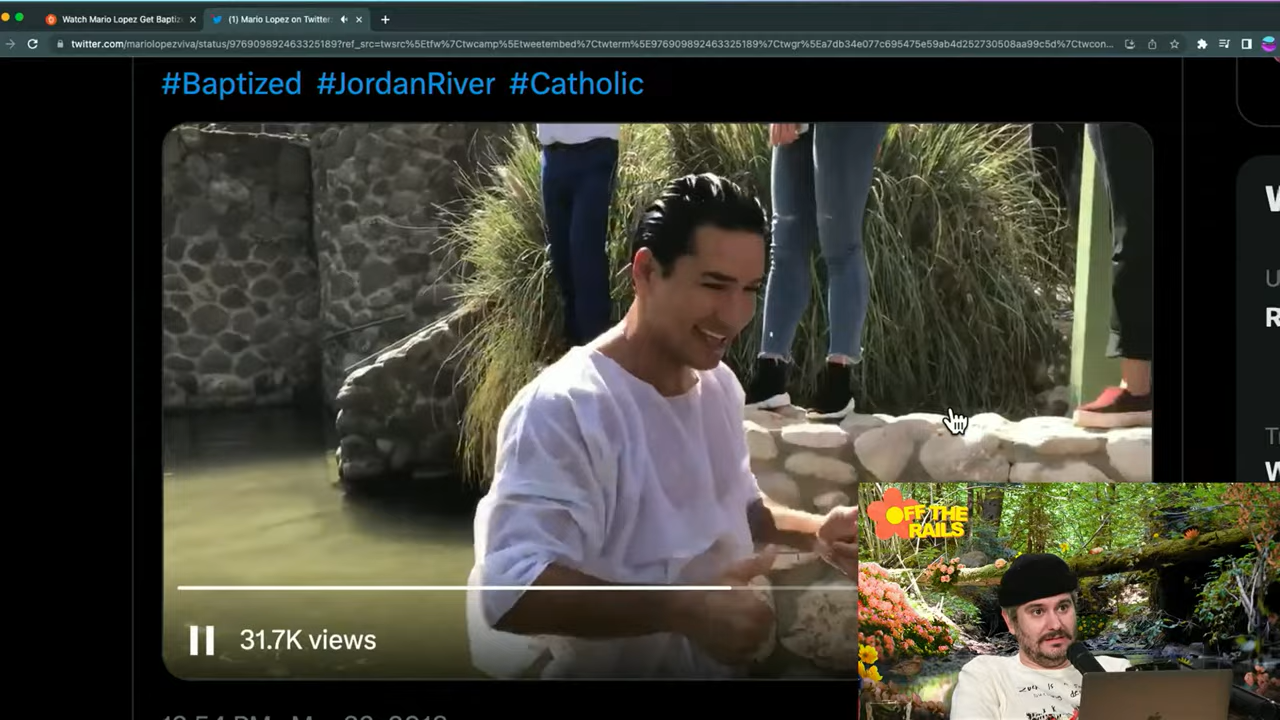 Watch Mario Lopez Get Baptiz
(1) Mario Lopez on Twitter
twitter.com/mariolopezviva/status/976909892463325189?ref_src=twsrc%5Etfw%7Ctwcamp%5Etweetembed%7Ctwterm%5E976909892463325189%7Ctwgr%5Ea7db34e077c695475e59ab4d252730508aa99c5d%7Ctwcon...
#Baptized #JordanRiver #Catholic
31.7K views
OFF THE
RAILS